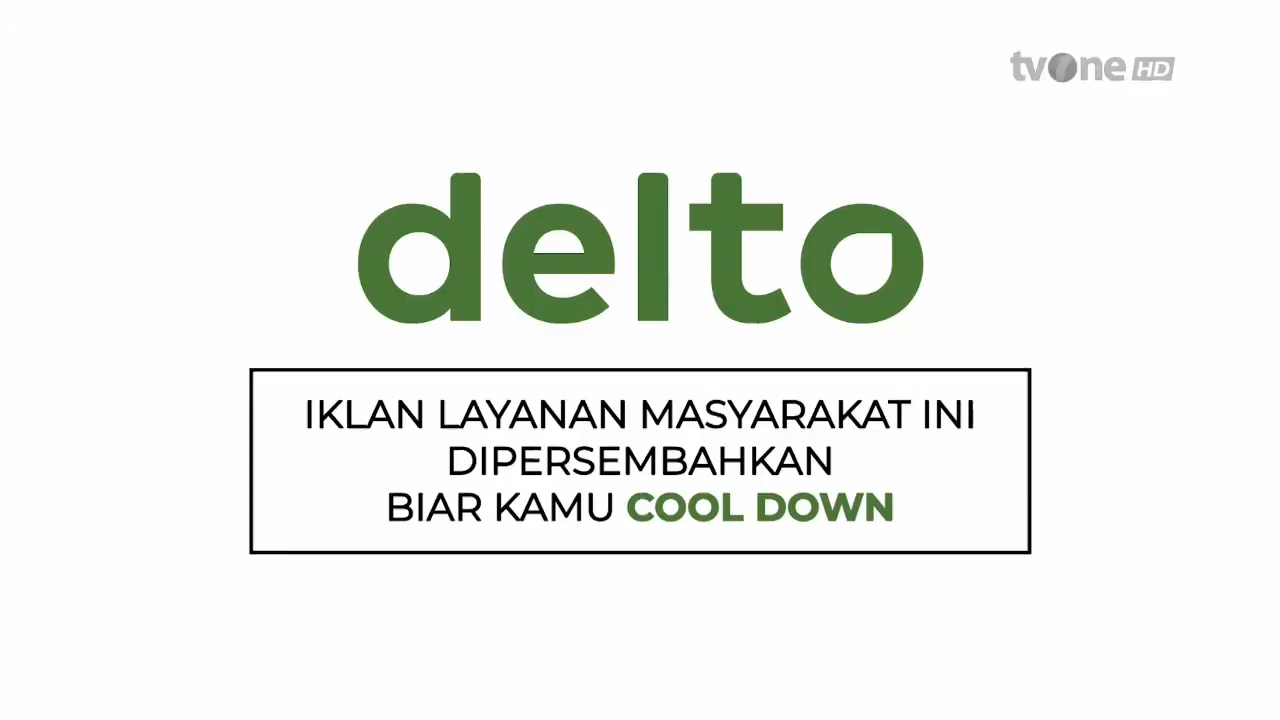 tvOne HD
delto
IKLAN LAYANAN MASYARAKAT INI
DIPERSEMBAHKAN
BIAR KAMU COOL DOWN